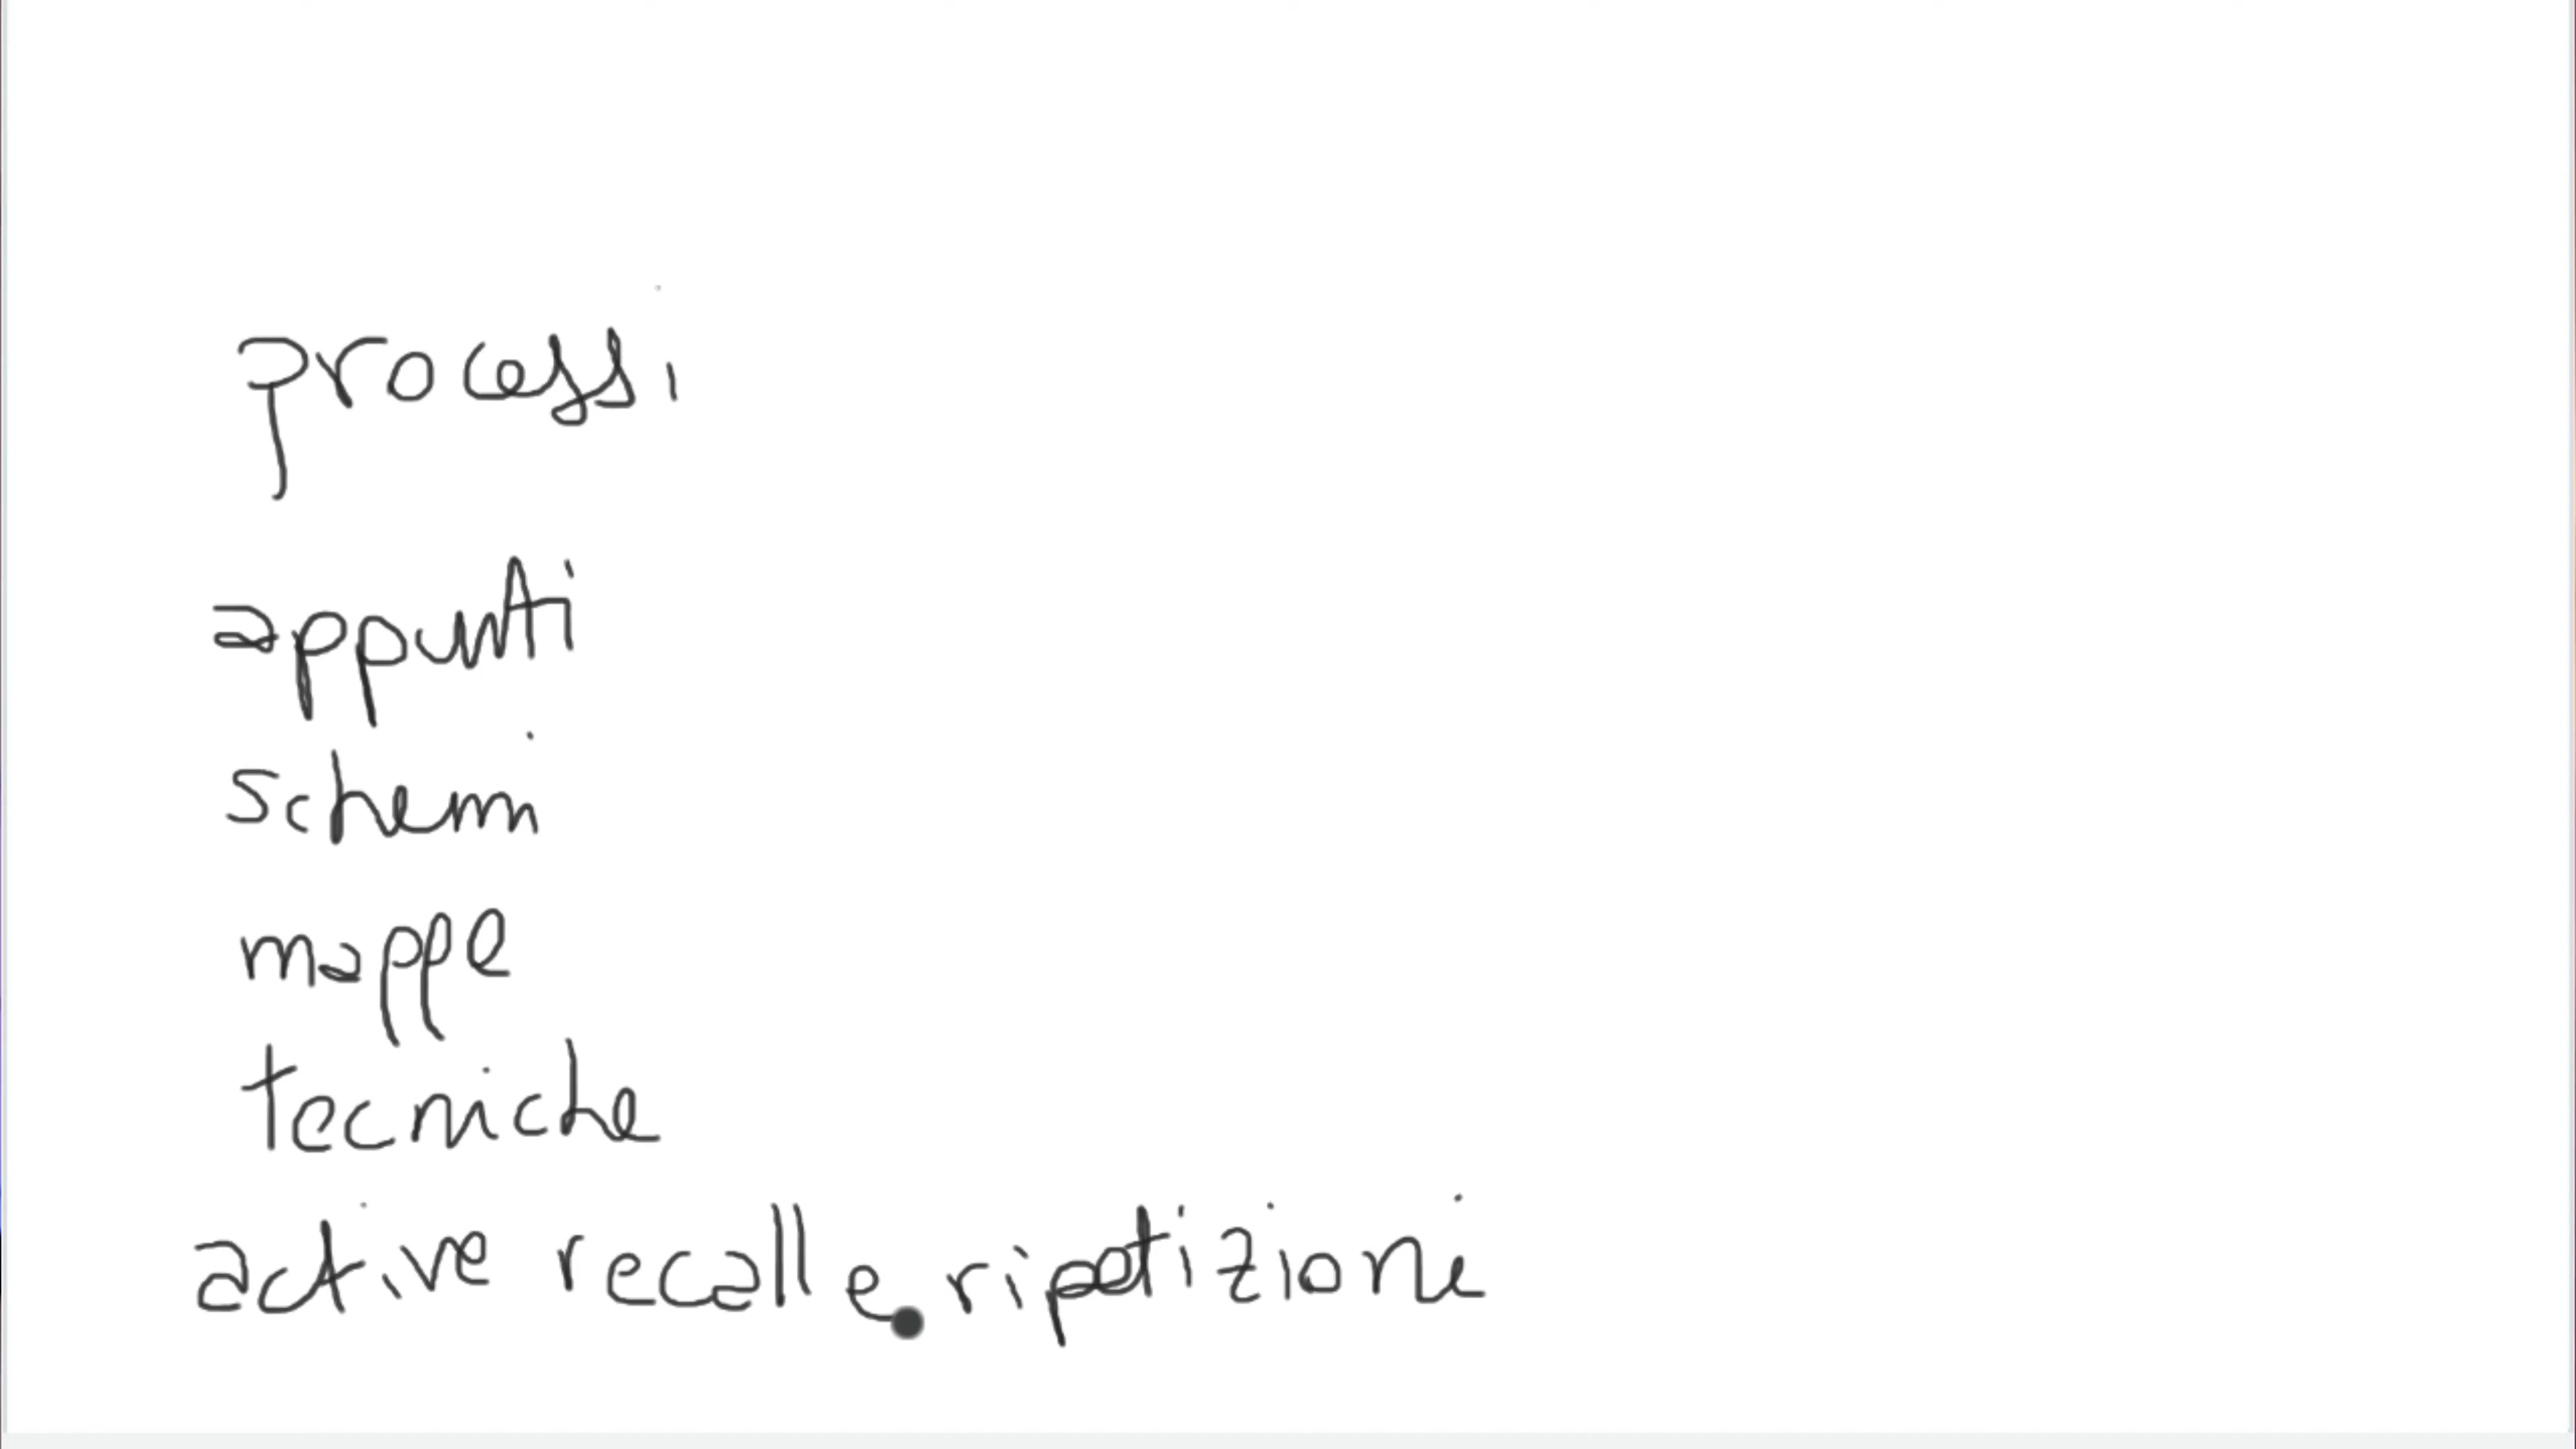 processi
appunti
schemi
mappe
tecniche
active recall e ripetizioni